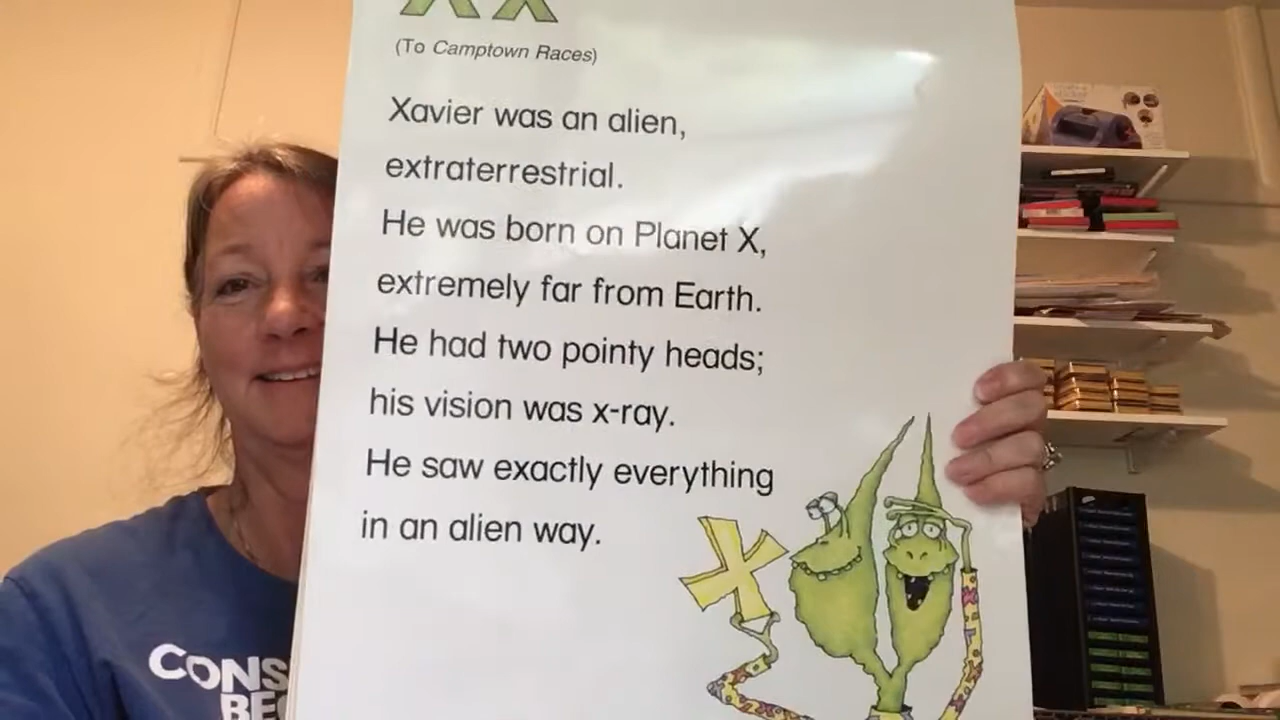 Xx
(To Camptown Races)
Xavier was an alien,
extraterrestrial.
He was born on Planet X,
extremely far from Earth.
He had two pointy heads;
his vision was x-ray.
He saw exactly everything
in an alien way.
X